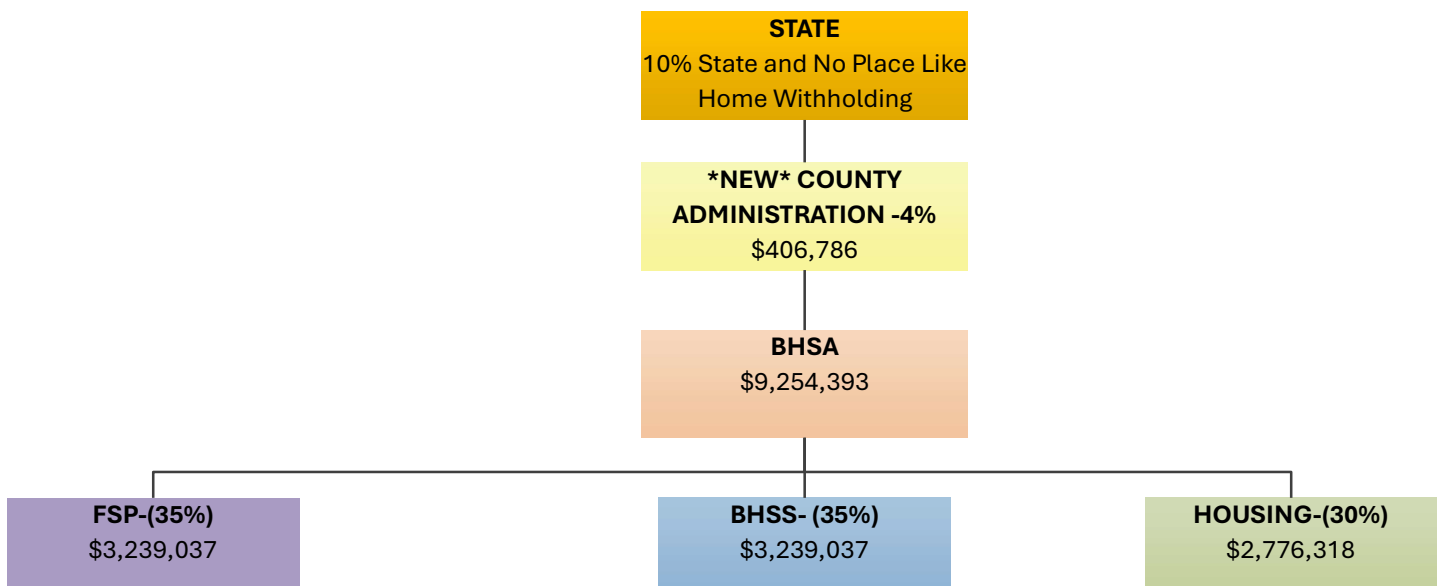 STATE
10% State and No Place Like
Home Withholding
*NEW* COUNTY
ADMINISTRATION -4%
$406,786
BHSA
$9,254,393
FSP-(35%)
$3,239,037
BHSS- (35%)
$3,239,037
HOUSING-(30%)
$2,776,318